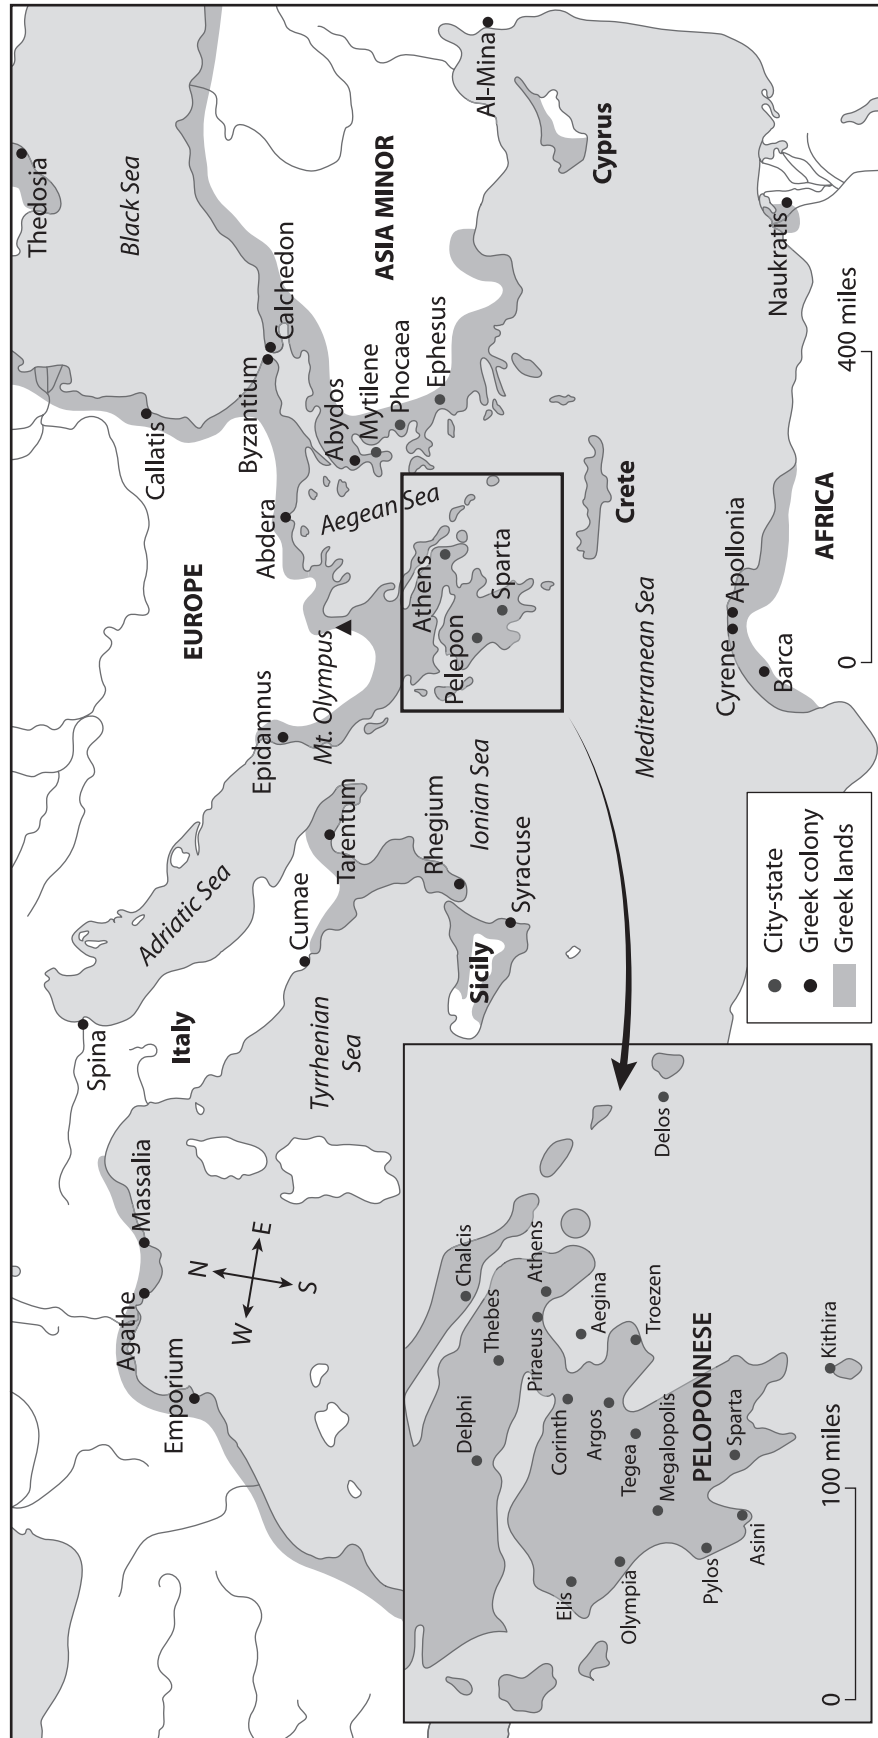 Thedosia
Black Sea
Callatis
Calchedon
Byzantium
EUROPE
ASIA MINOR
Abdera
Abydos
Mytilene
Phocaea
Ephesus
Aegean Sea
Al-Mina
Cyprus
Epidamnus
Mt. Olympus
Athens
Sparta
Pelepon
Crete
Spina
Adriatic Sea
Italy
Cumae
Tarentum
Rhegium
Ionian Sea
Sicily
Syracuse
Tyrrhenian
Sea
Mediterranean Sea
Massalia
Agathe
Emporium
N
E
S
W
Naukratis
AFRICA
Apollonia
Cyrene
Barca
0
400 miles
City-state
Greek colony
Greek lands
Chalcis
Delphi
Thebes
Athens
Piraeus
Aegina
Corinth
Argos
Troezen
Tegea
Megalopolis
PELOPONNESE
Elis
Olympia
Sparta
Pylos
Asini
Kithira
Delos
0
100 miles